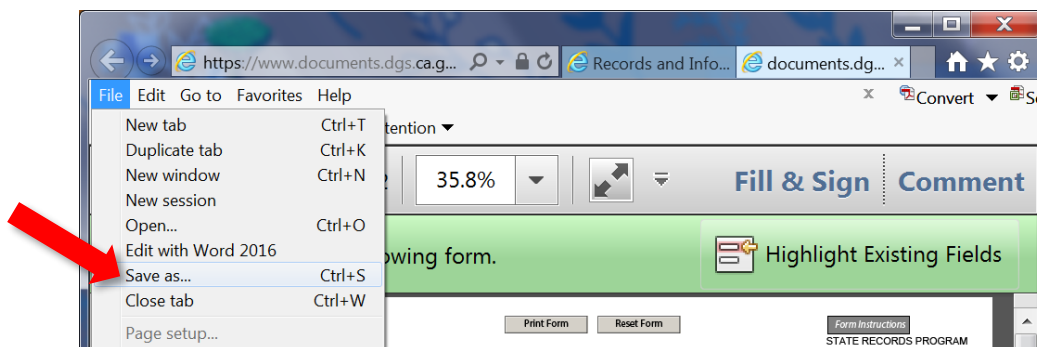 https://www.documents.dgs.ca.g... Records and Info... documents.dg...
File Edit Go to Favorites Help
x Convert
tention
New tab Ctrl+T
Duplicate tab Ctrl+K
New window Ctrl+N
New session
Open... Ctrl+O
Edit with Word 2016
Save as... Ctrl+S
Close tab Ctrl+W
Page setup...
35.8% Fill & Sign Comment
owing form. Highlight Existing Fields
Print Form Reset Form Form Instructions
STATE RECORDS PROGRAM